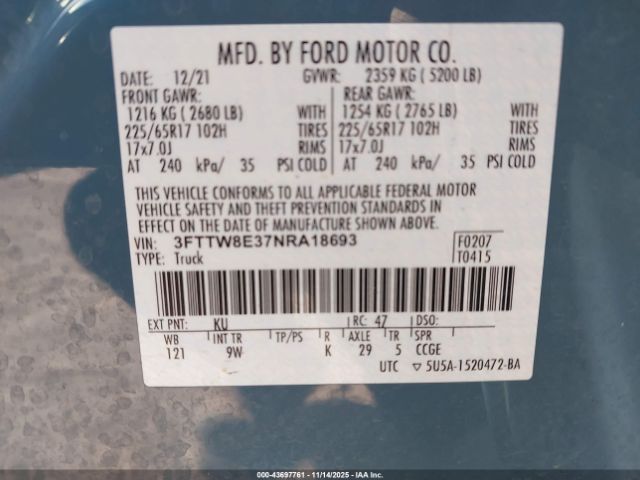 MFD. BY FORD MOTOR CO.
DATE: 12/21 GVWR: 2359 KG ( 5200 LB)
FRONT GAWR: REAR GAWR:
1216 KG ( 2680 LB) WITH 1254 KG ( 2765 LB) WITH
225/65R17 102H TIRES 225/65R17 102H TIRES
17x7.0J RIMS 17x7.0J RIMS
AT 240 kPa/ 35 PSI COLD AT 240 kPa/ 35 PSI COLD
THIS VEHICLE CONFORMS TO ALL APPLICABLE FEDERAL MOTOR
VEHICLE SAFETY AND THEFT PREVENTION STANDARDS IN
EFFECT ON THE DATE OF MANUFACTURE SHOWN ABOVE.
VIN: 3FTTW8E37NRA18693 F0207
TYPE: Truck T0415
EXT PNT: KU RC: 47 DSO:
WB INT TR TP/PS R AXLE TR SPR
121 9W K 29 5 CCGE
UTC ▽ 5U5A-1520472-BA
00-43697761 | 11/14/2025 - IAAI.COM